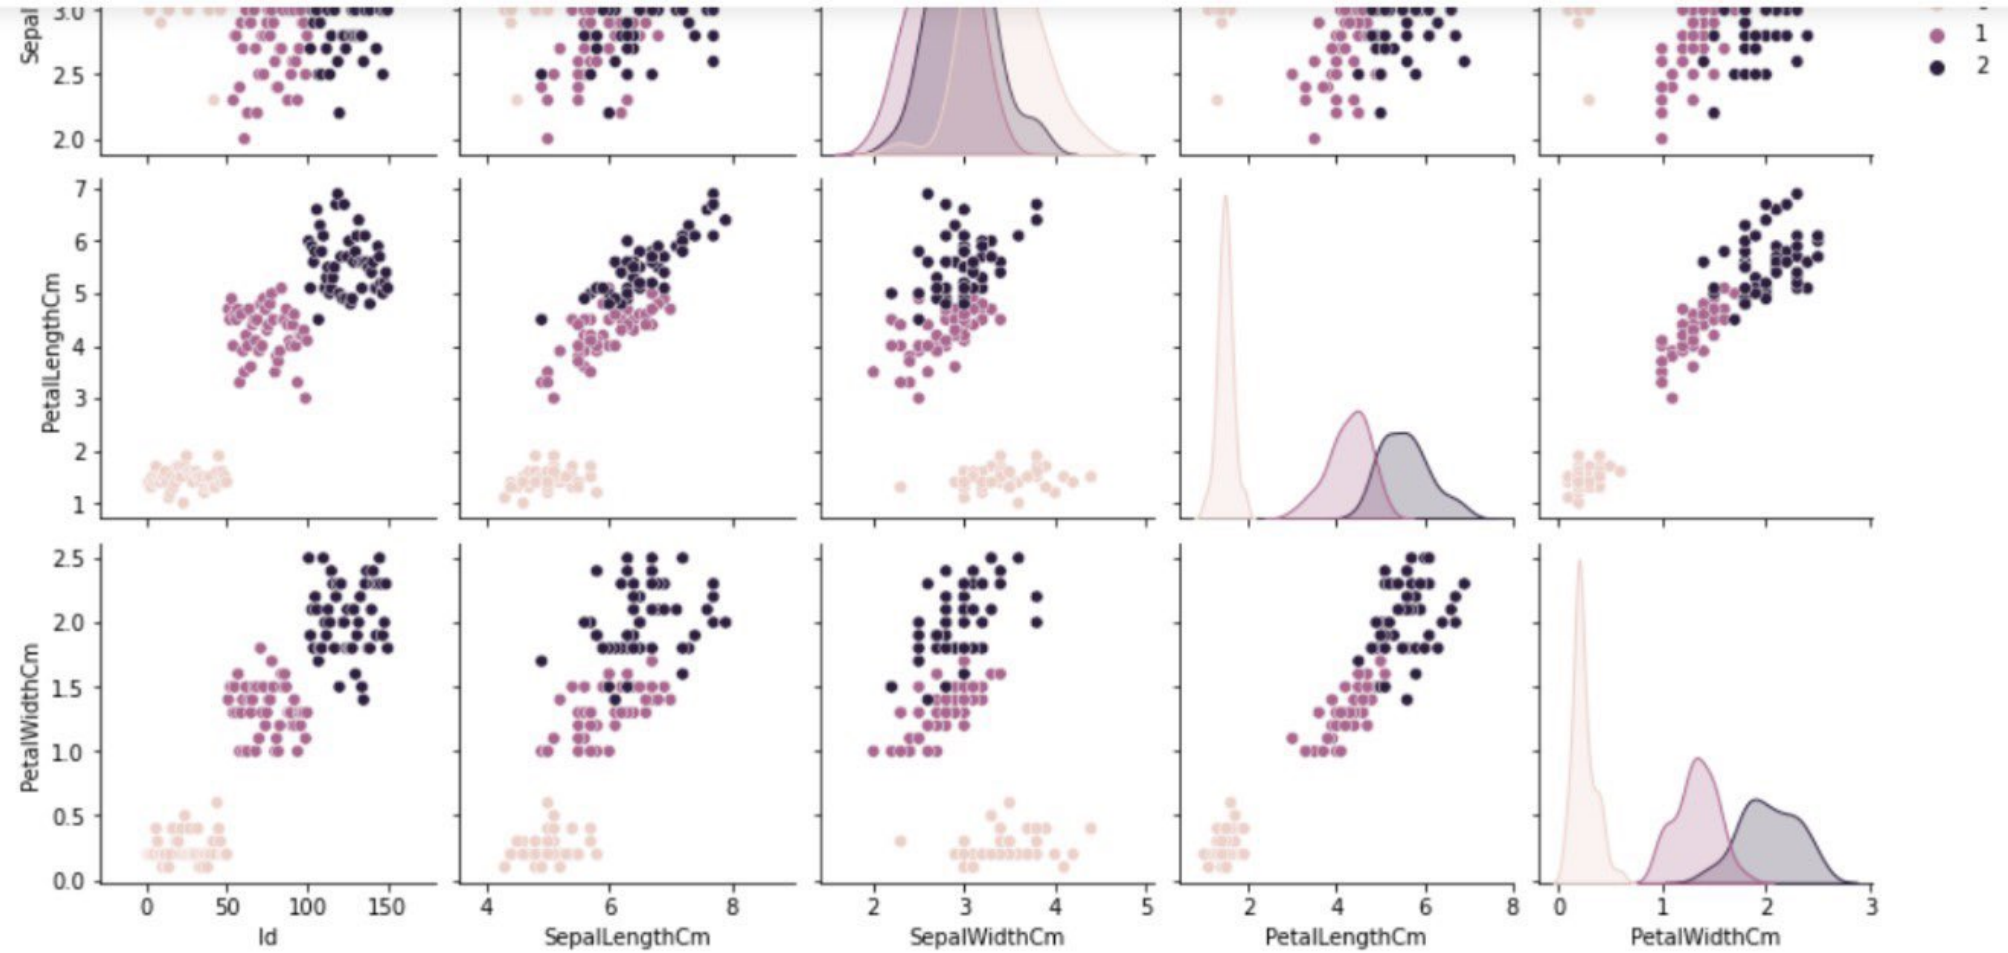 3.0
Sepal
2.5
2.0
1
2
7
6
5
4
3
2
1
PetalLengthCm
2.5
2.0
1.5
1.0
0.5
0.0
PetalWidthCm
0 50 100 150
4 6 8
2 3 4 5
2 4 6 8
0 1 2 3
Id
SepalLengthCm
SepalWidthCm
PetalLengthCm
PetalWidthCm